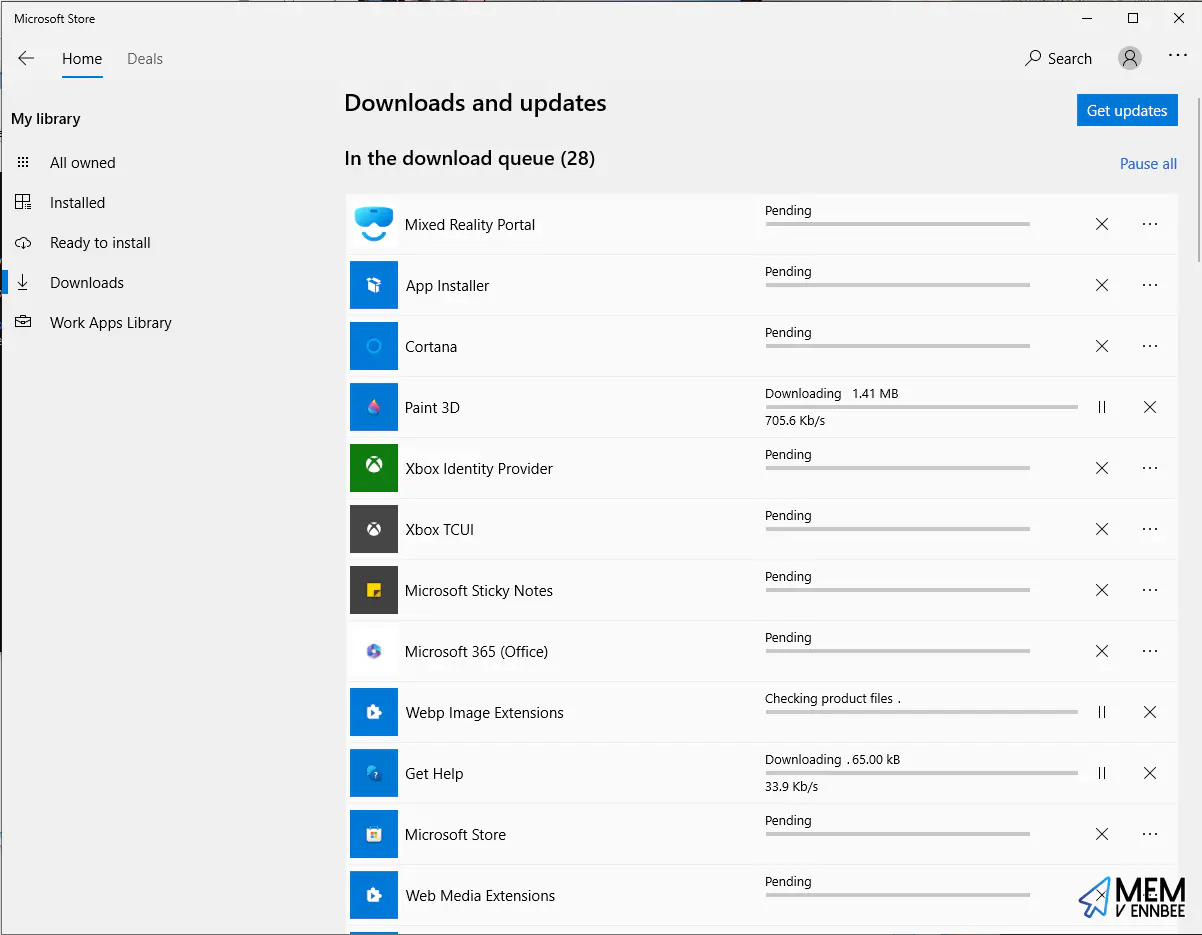 Microsoft Store
Home
Deals
Search
My library
All owned
Installed
Ready to install
Downloads
Work Apps Library
Downloads and updates
Get updates
In the download queue (28)
Pause all
Mixed Reality Portal
Pending
App Installer
Pending
Cortana
Pending
Paint 3D
Downloading 1.41 MB
705.6 Kb/s
Xbox Identity Provider
Pending
Xbox TCUI
Pending
Microsoft Sticky Notes
Pending
Microsoft 365 (Office)
Pending
Webp Image Extensions
Checking product files .
Get Help
Downloading . 65.00 kB
33.9 Kb/s
Microsoft Store
Pending
Web Media Extensions
Pending
MEM
V ENNBEE